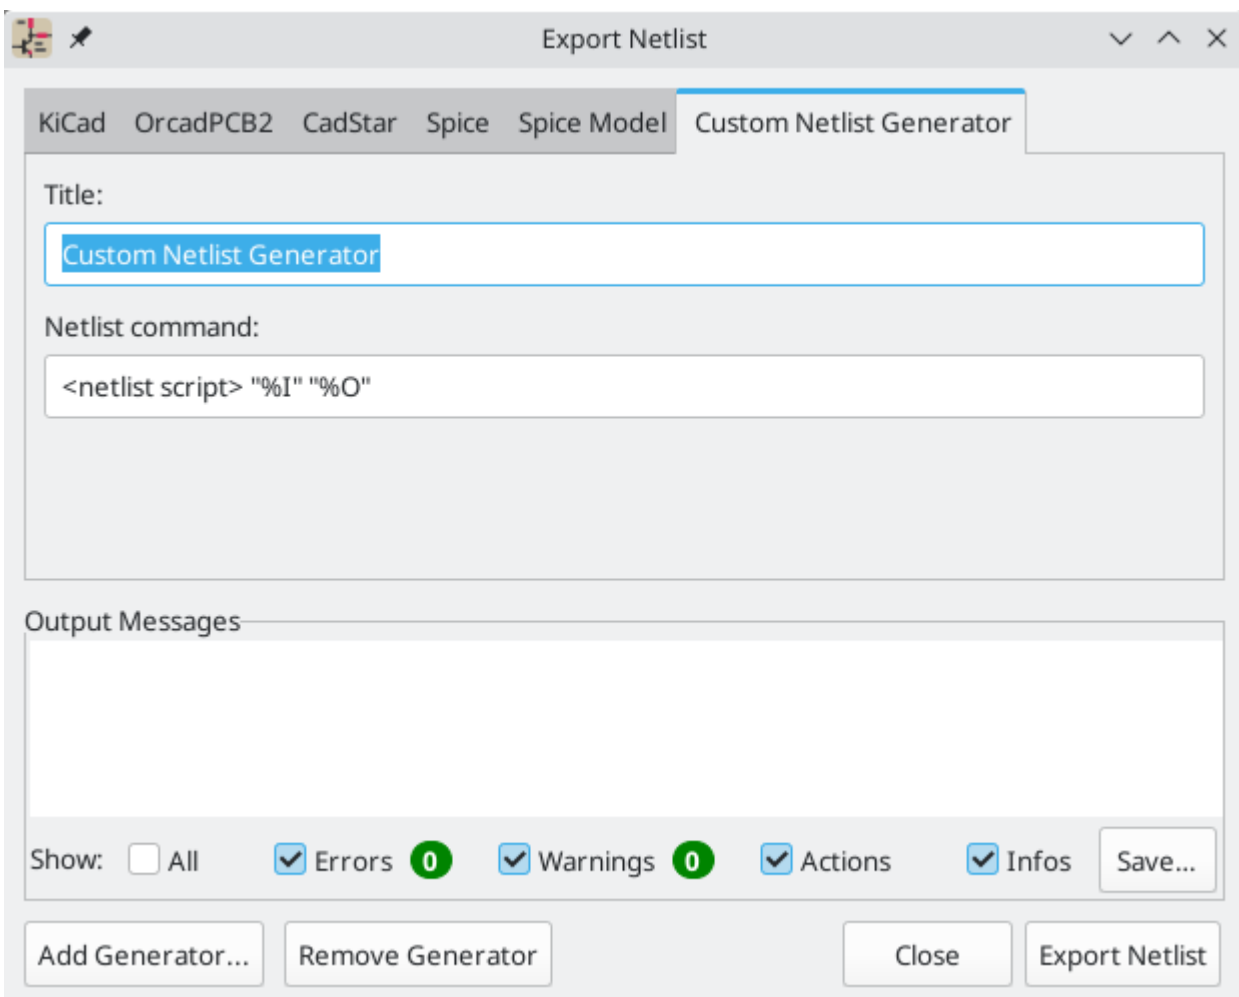 Export Netlist
KiCad OrcadPCB2 CadStar Spice Spice Model Custom Netlist Generator
Title:
Custom Netlist Generator
Netlist command:
<netlist script> "%I" "%O"
Output Messages
Show: All Errors 0 Warnings 0 Actions Infos Save...
Add Generator... Remove Generator Close Export Netlist